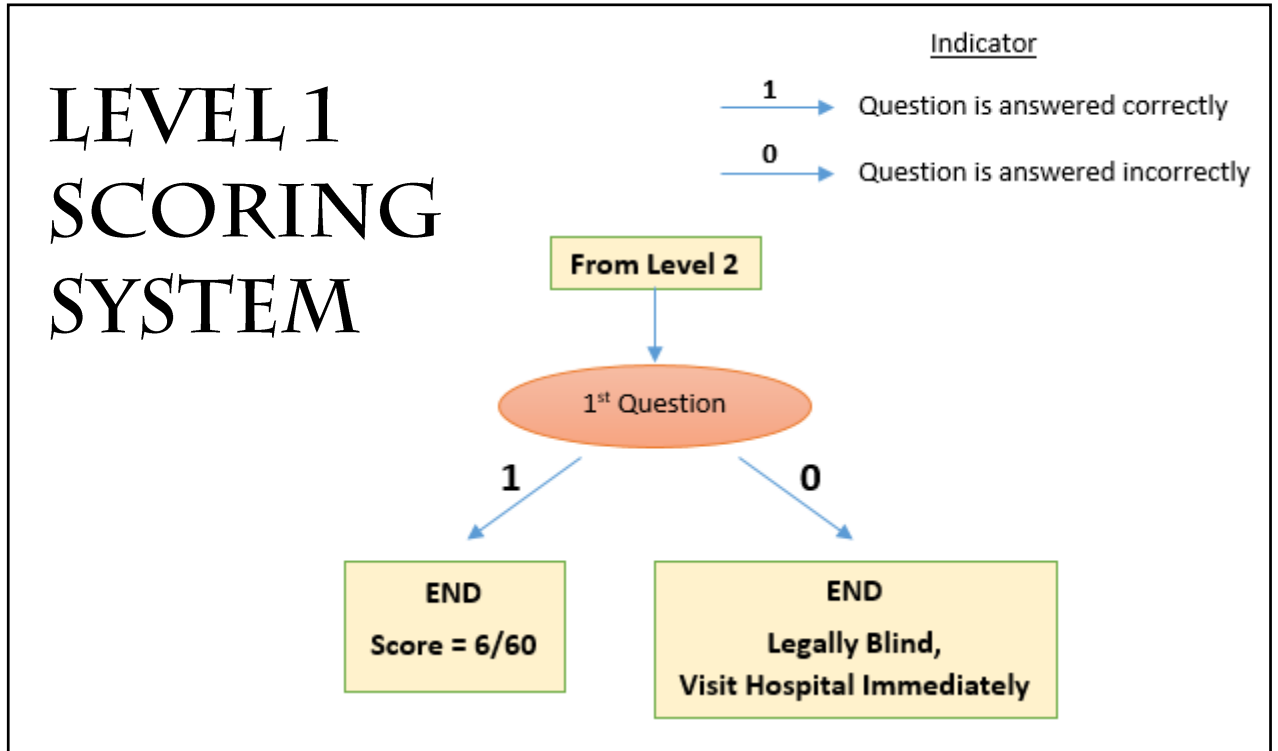 LEVEL 1
SCORING
SYSTEM
Indicator
1
Question is answered correctly
0
Question is answered incorrectly
From Level 2
1st Question
1
0
END
Score = 6/60
END
Legally Blind,
Visit Hospital Immediately